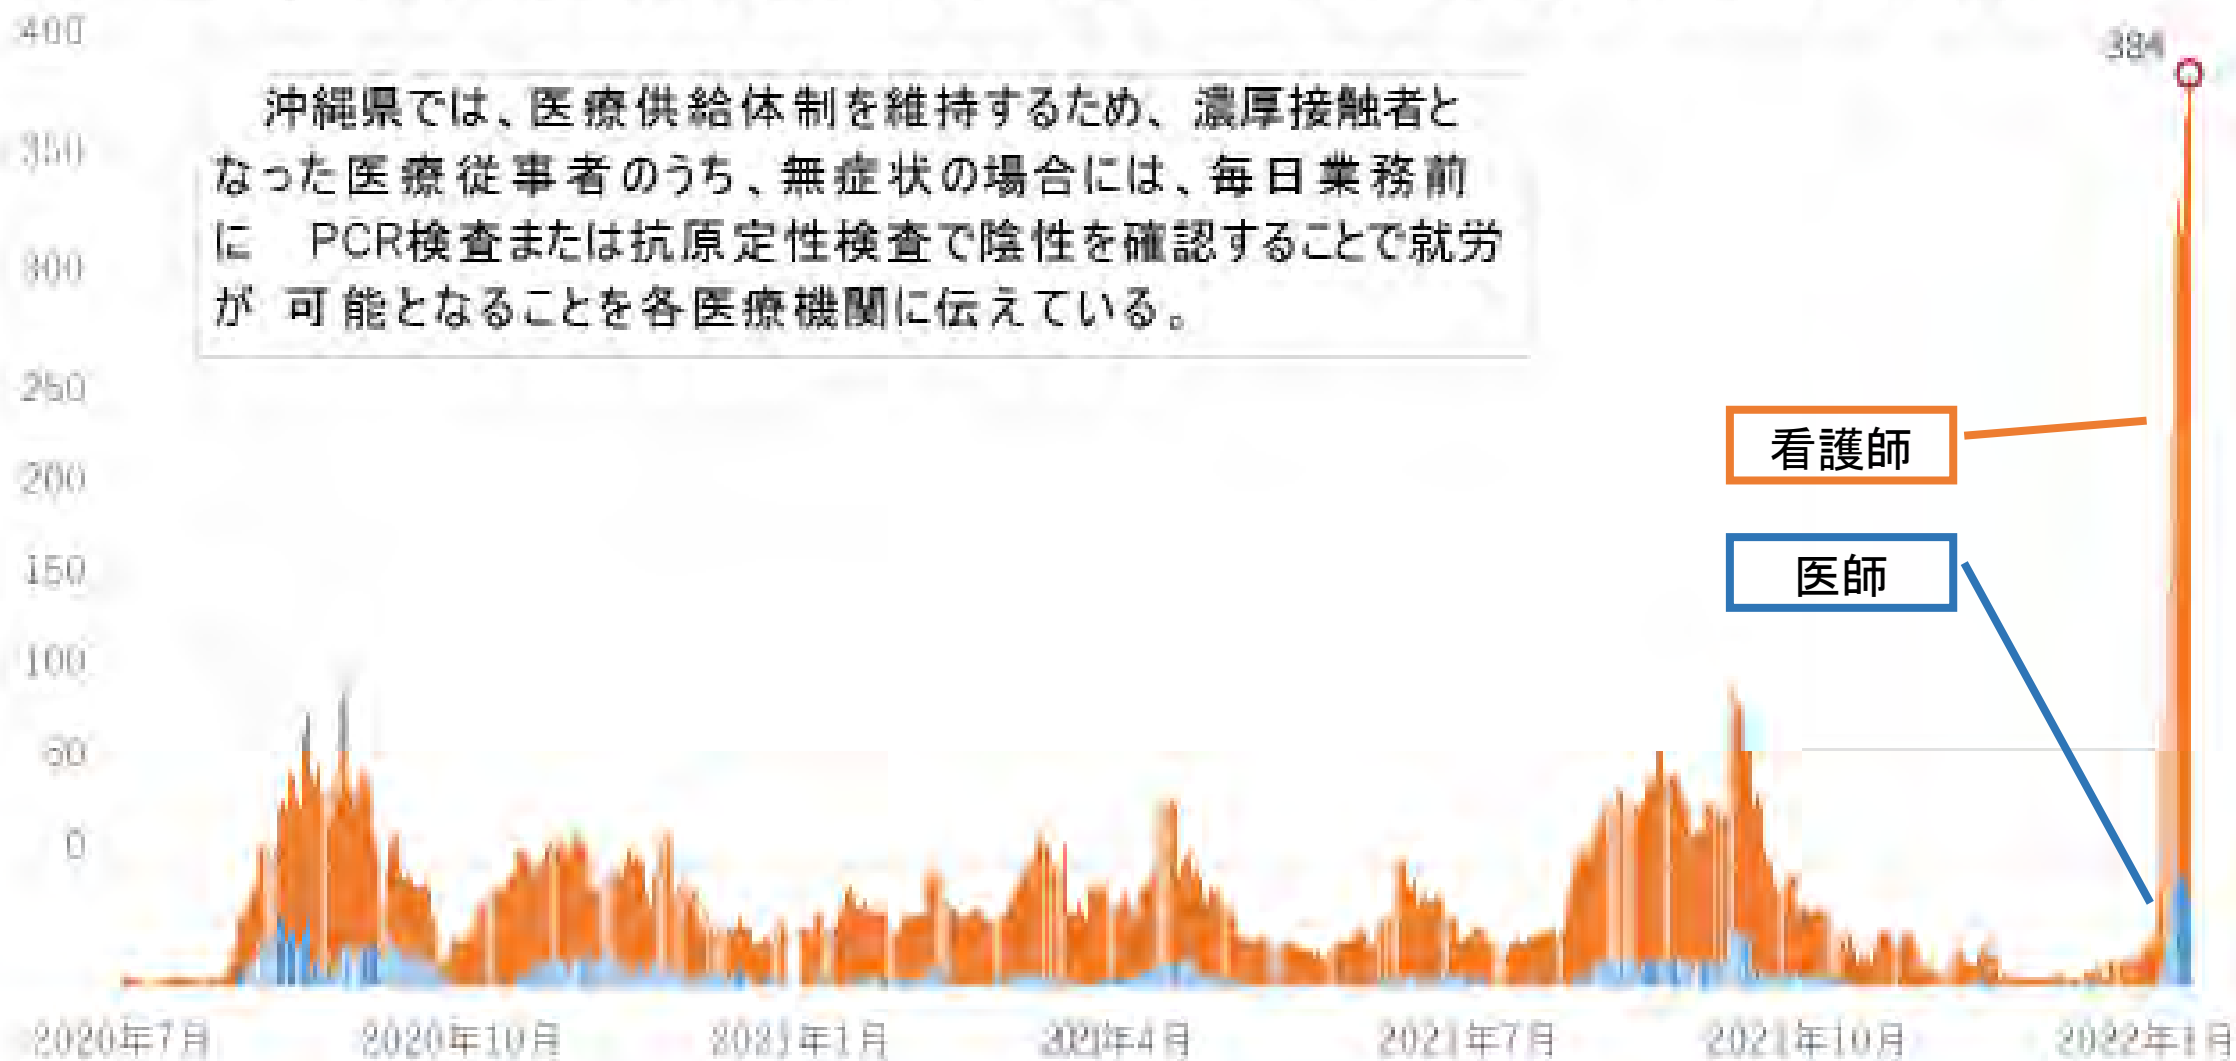 400
384
沖縄県では、医療供給体制を維持するため、濃厚接触者と
350
なった医療従事者のうち、無症状の場合には、毎日業務前
に PCR検査または抗原定性検査で陰性を確認することで就労
300
が 可能となることを各医療機関に伝えている。
250
看護師
200
医師
150
100
50
0
2020年7月 2020年10月 2021年1月 2021年4月 2021年7月 2021年10月 2022年1月